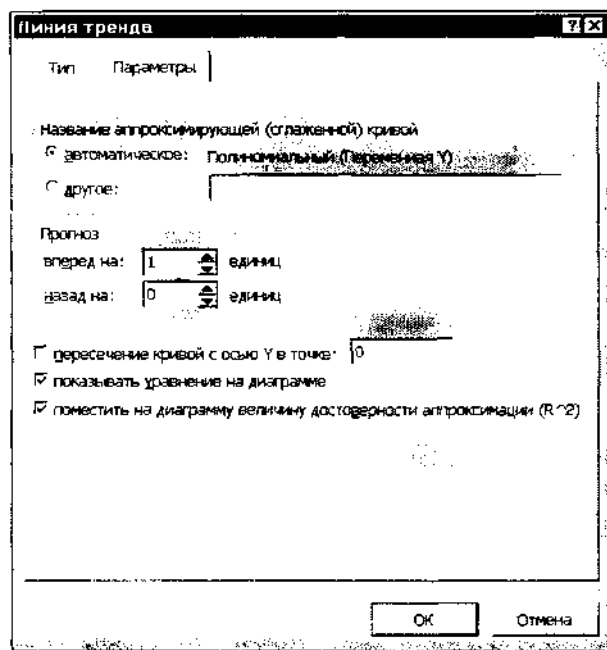 Линия тренда
Тип Параметры
Название аппроксимирующей (сглаженной) кривой
автоматическое: Полиномиальный (Переменная Y)
другое:
Прогноз
вперед на: 1 единиц
назад на: 0 единиц
пересечение кривой с осью Y в точке: 0
показывать уравнение на диаграмме
поместить на диаграмму величину достоверности аппроксимации (R^2)
ОК Отмена